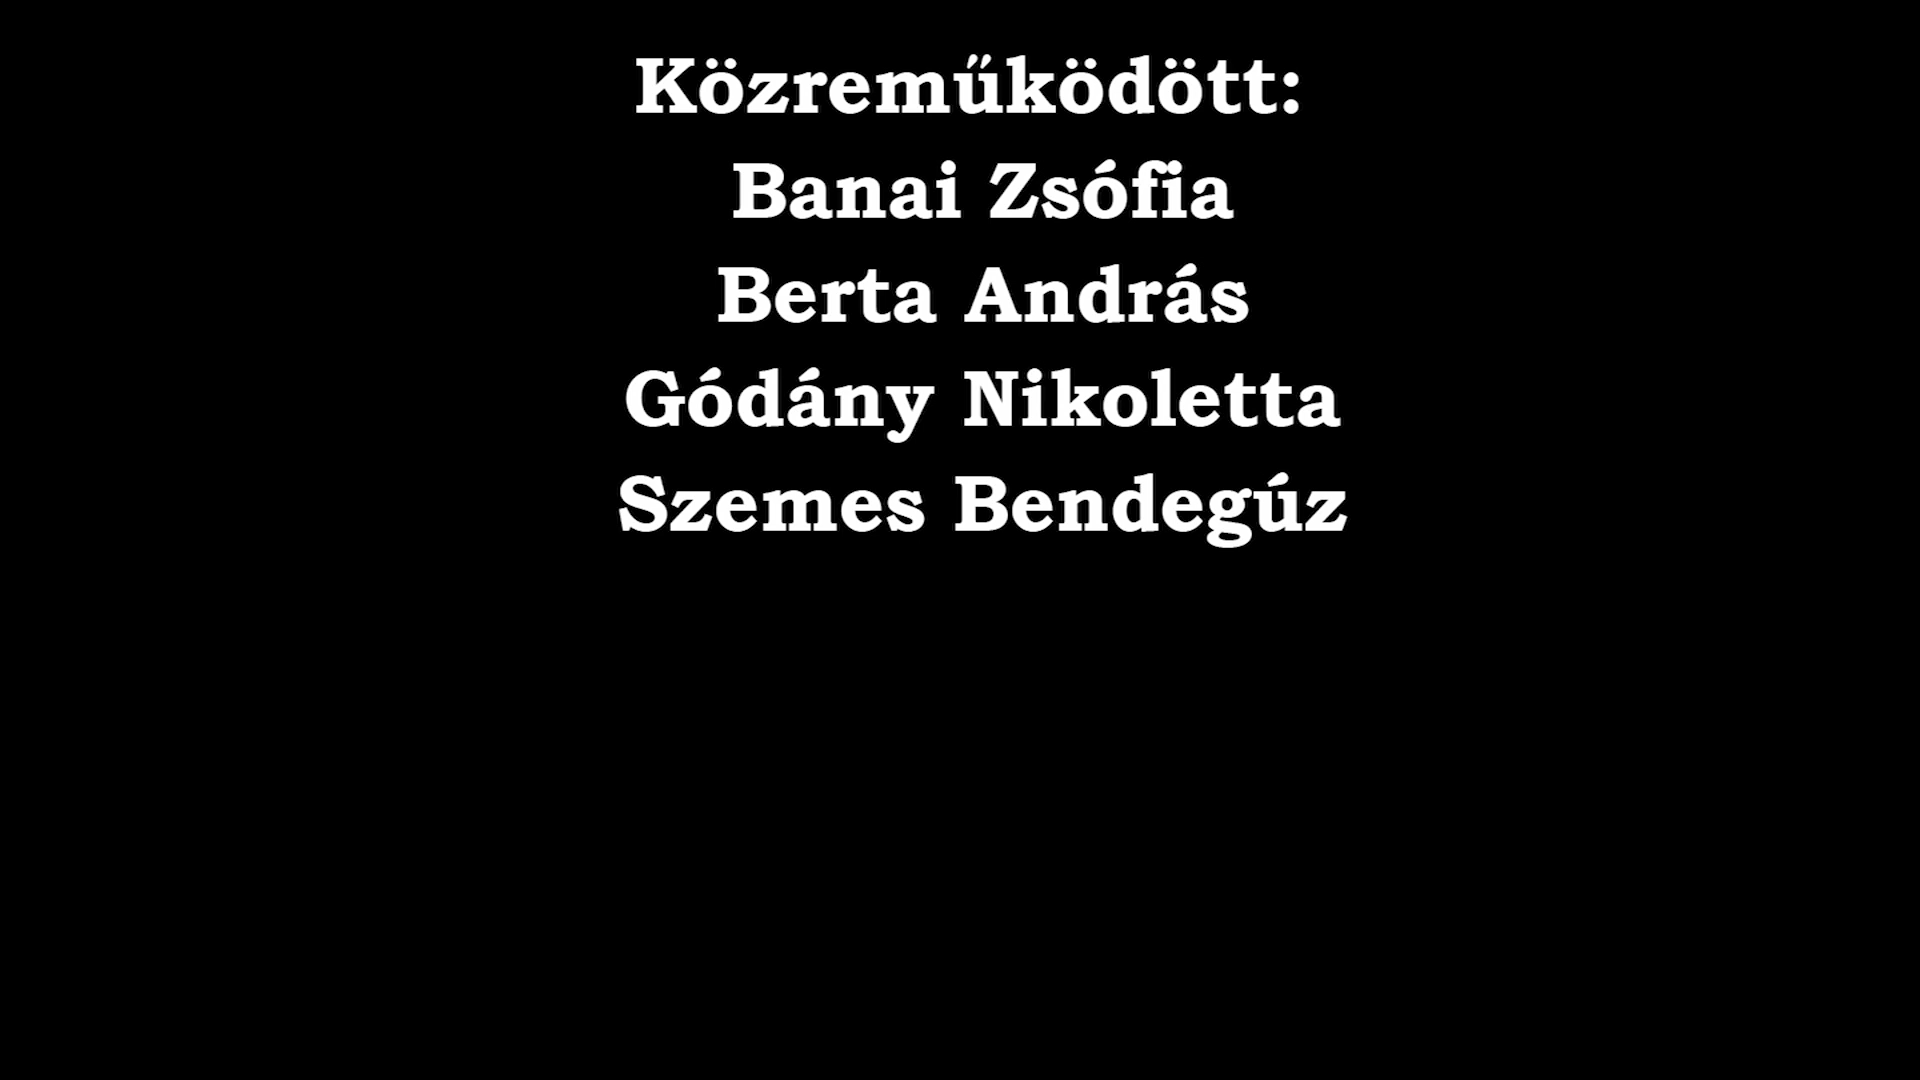 Közreműködött:
Banai Zsófia
Berta András
Gódány Nikoletta
Szemes Bendegúz